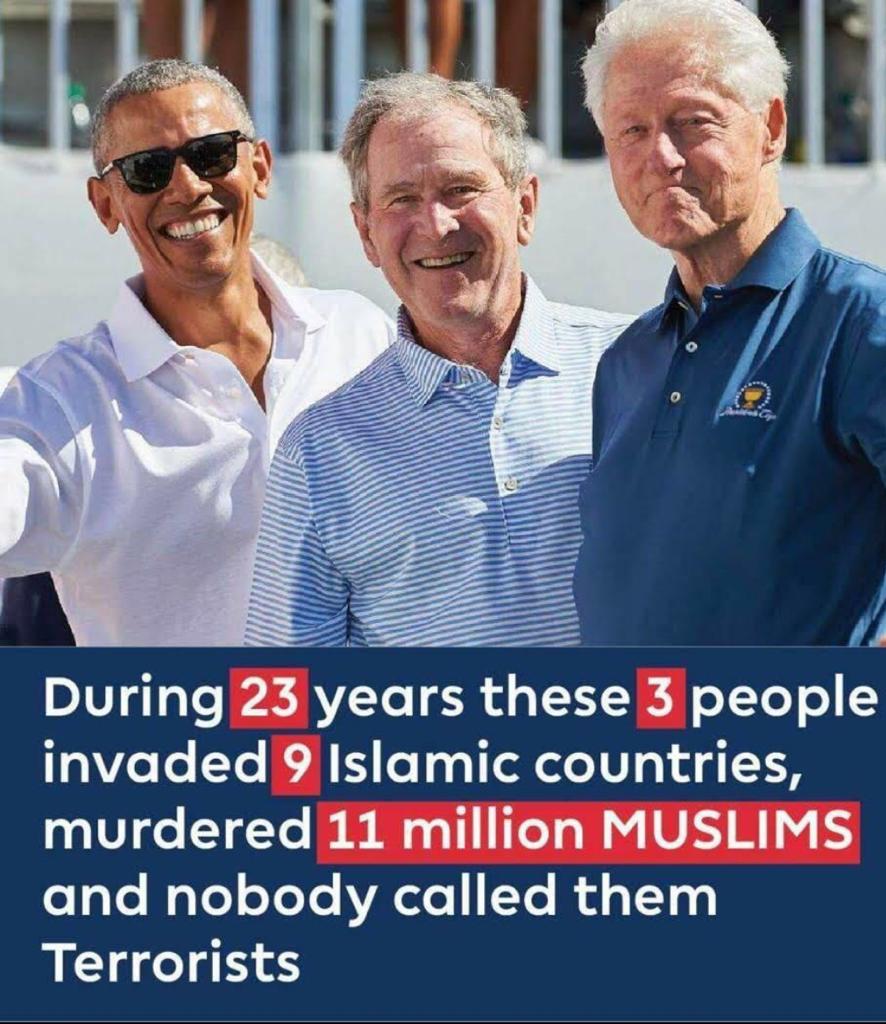 During 23 years these 3 people
invaded 9 Islamic countries,
murdered 11 million MUSLIMS
and nobody called them
Terrorists